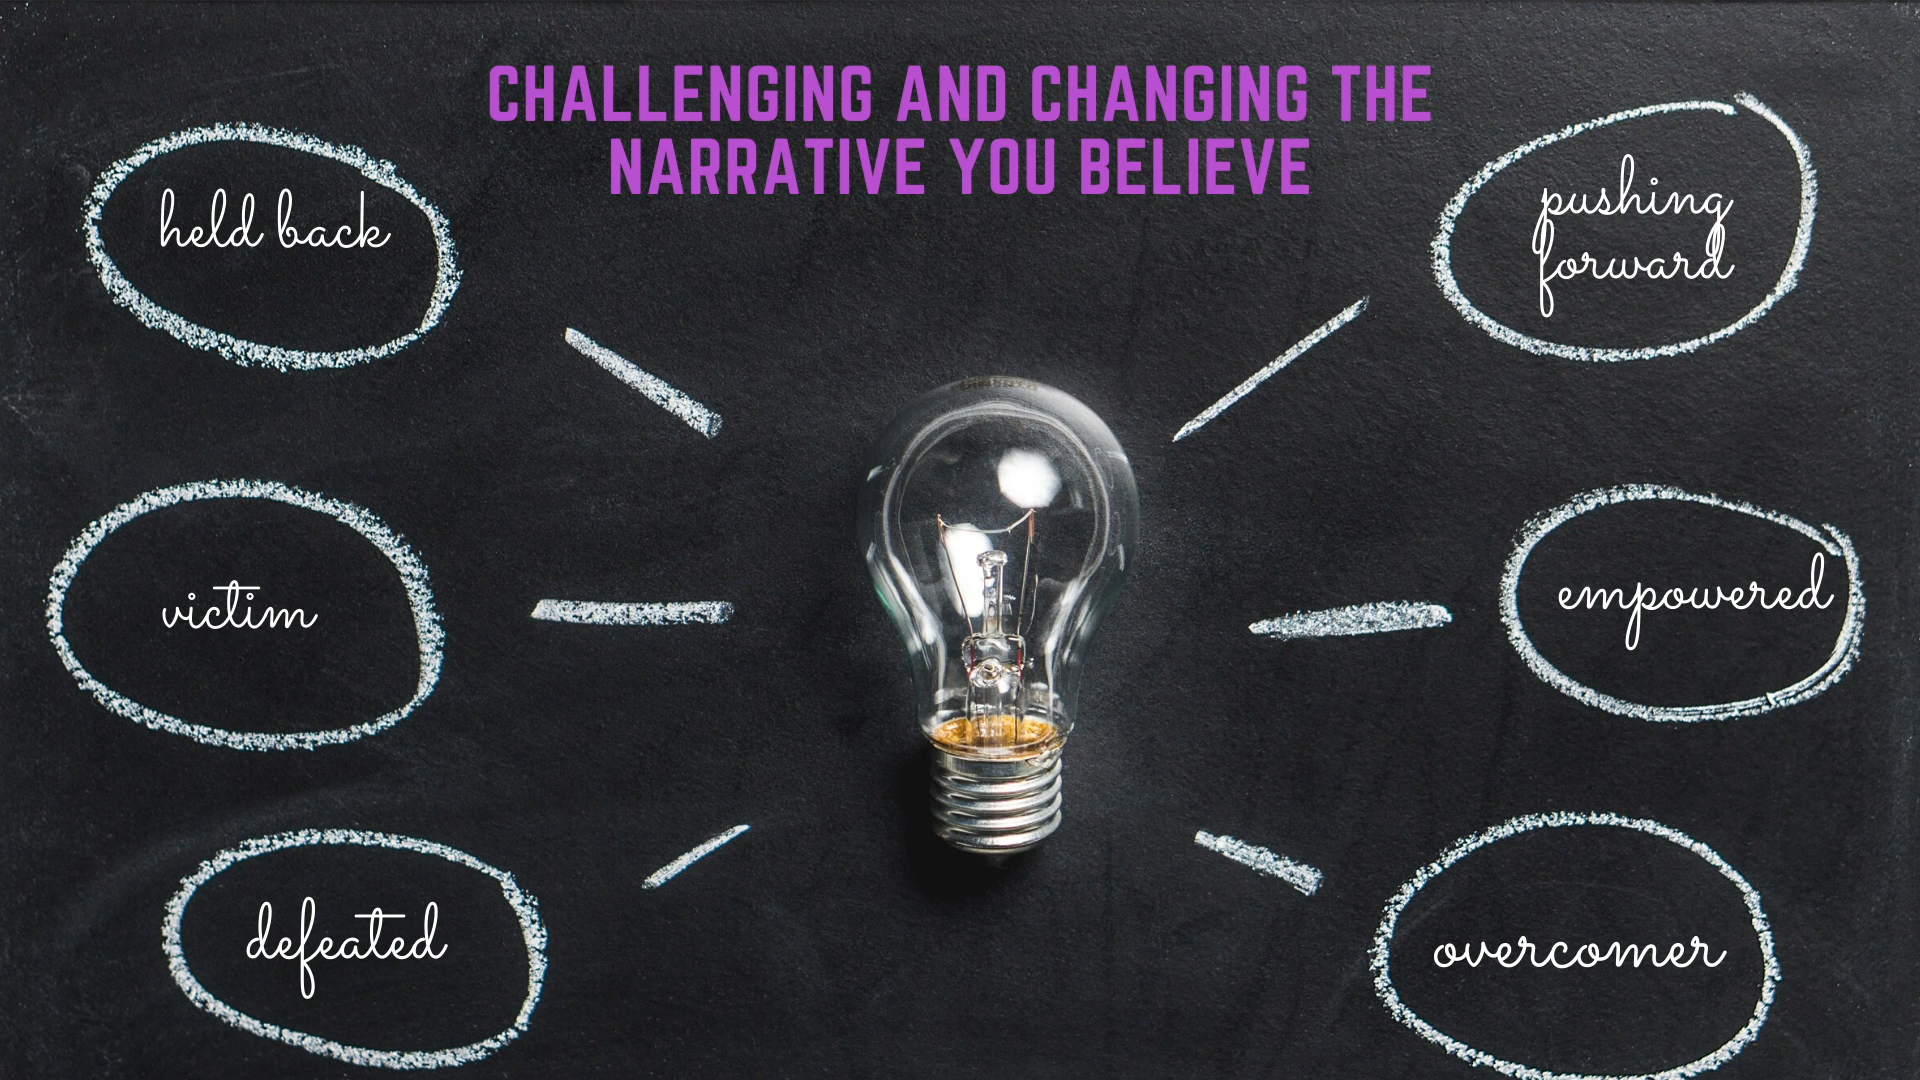 CHALLENGING AND CHANGING THE
NARRATIVE YOU BELIEVE
held back
pushing
forward
victim
empowered
defeated
overcomer